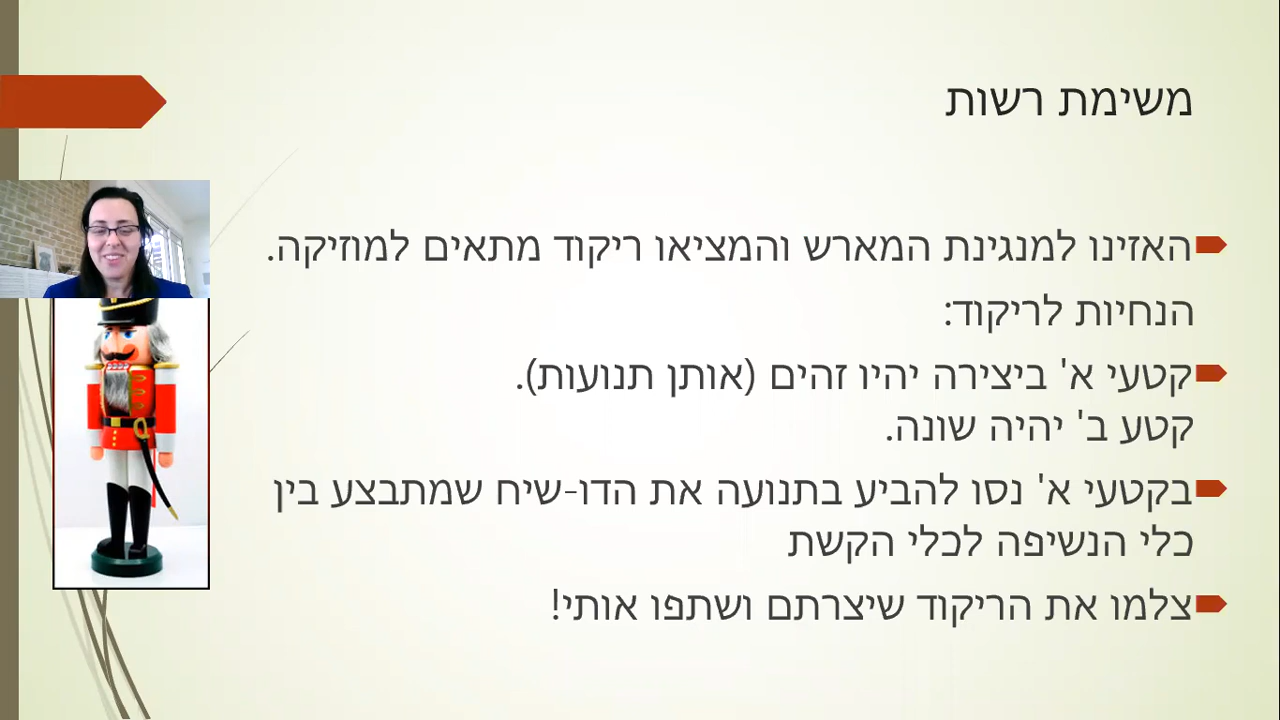 משימת רשות
האזינו למנגינת המארש והמציאו ריקוד מתאים למוזיקה.
הנחיות לריקוד:
קטעי א' ביצירה יהיו זהים (אותן תנועות).
קטע ב' יהיה שונה.
בקטעי א' נסו להביע בתנועה את הדו-שיח שמתבצע בין
כלי הנשיפה לכלי הקשת
צלמו את הריקוד שיצרתם ושתפו אותי!